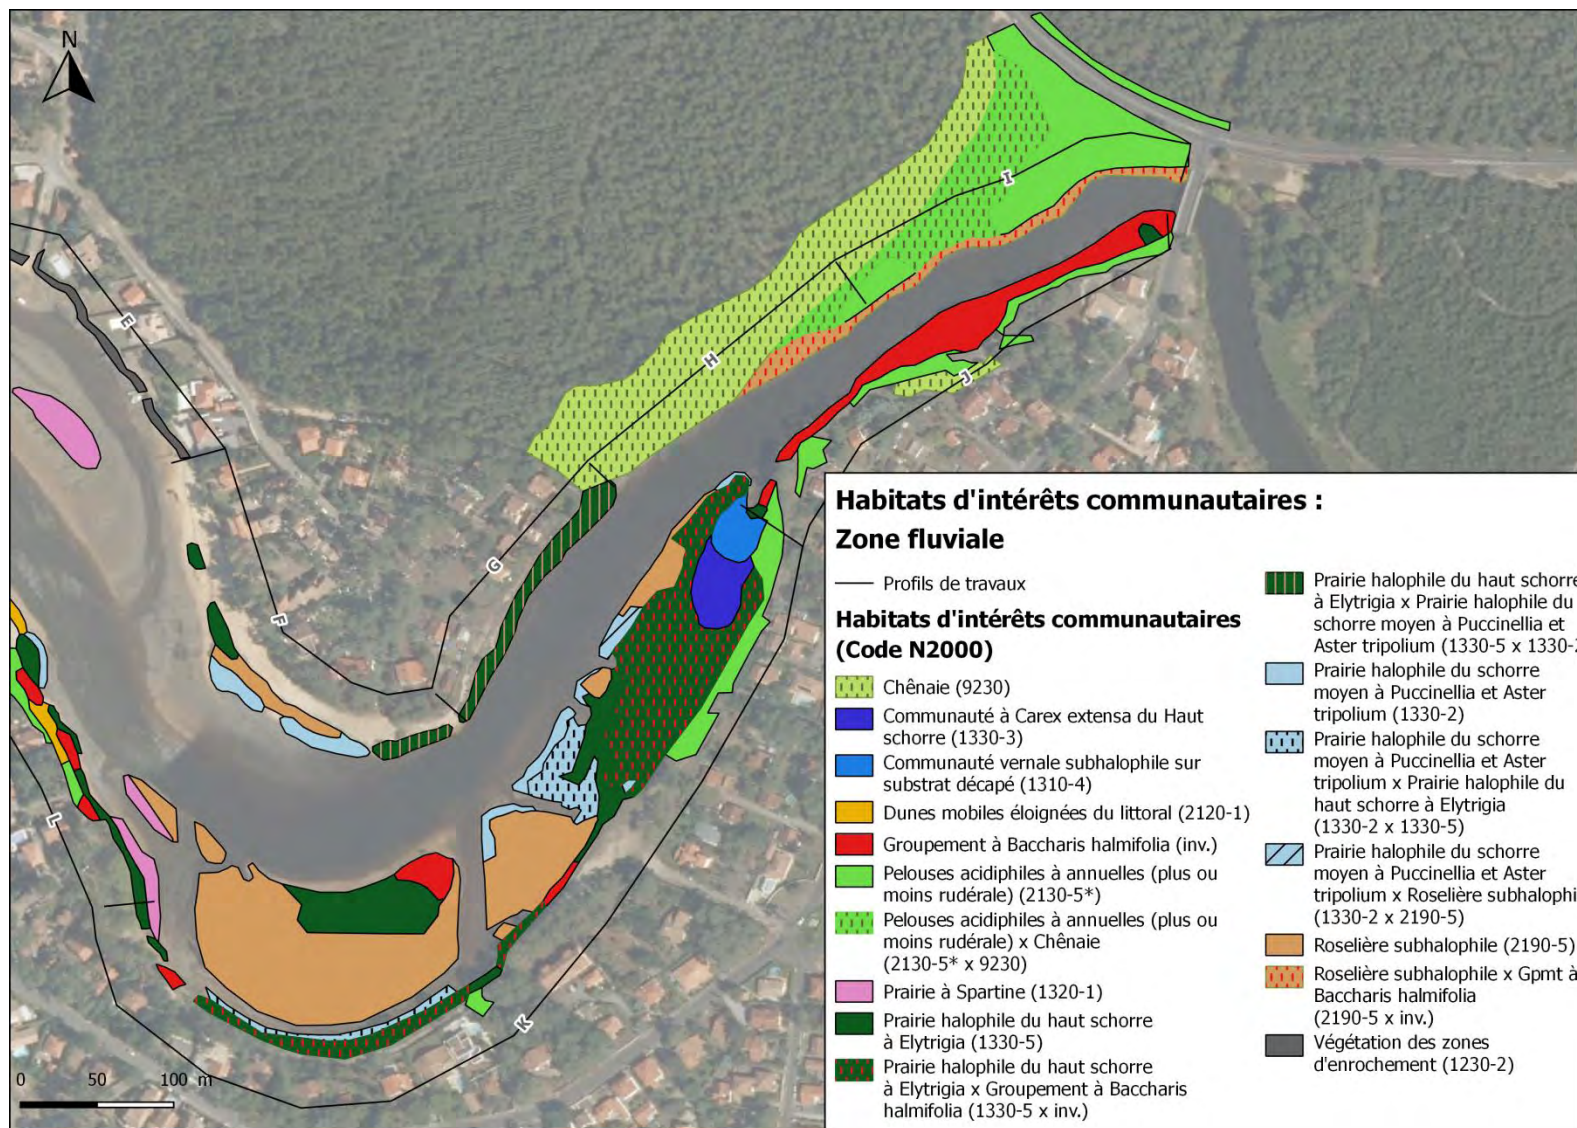 N
E
F
G
H
I
J
K
L
0 50 100 m
Habitats d'intérêts communautaires :
Zone fluviale
Profils de travaux
Habitats d'intérêts communautaires
(Code N2000)
Chênaie (9230)
Communauté à Carex extensa du Haut
schorre (1330-3)
Communauté vernale subhalophile sur
substrat décapé (1310-4)
Dunes mobiles éloignées du littoral (2120-1)
Groupement à Baccharis halmifolia (inv.)
Pelouses acidiphiles à annuelles (plus ou
moins rudérale) (2130-5*)
Pelouses acidiphiles à annuelles (plus ou
moins rudérale) x Chênaie
(2130-5* x 9230)
Prairie à Spartine (1320-1)
Prairie halophile du haut schorre
à Elytrigia (1330-5)
Prairie halophile du haut schorre
à Elytrigia x Groupement à Baccharis
halmifolia (1330-5 x inv.)
Prairie halophile du haut schorre
à Elytrigia x Prairie halophile du
schorre moyen à Puccinellia et
Aster tripolium (1330-5 x 1330-2
Prairie halophile du schorre
moyen à Puccinellia et Aster
tripolium (1330-2)
Prairie halophile du schorre
moyen à Puccinellia et Aster
tripolium x Prairie halophile du
haut schorre à Elytrigia
(1330-2 x 1330-5)
Prairie halophile du schorre
moyen à Puccinellia et Aster
tripolium x Roselière subhalophi
(1330-2 x 2190-5)
Roselière subhalophile (2190-5)
Roselière subhalophile x Gpmt à
Baccharis halmifolia
(2190-5 x inv.)
Végétation des zones
d'enrochement (1230-2)